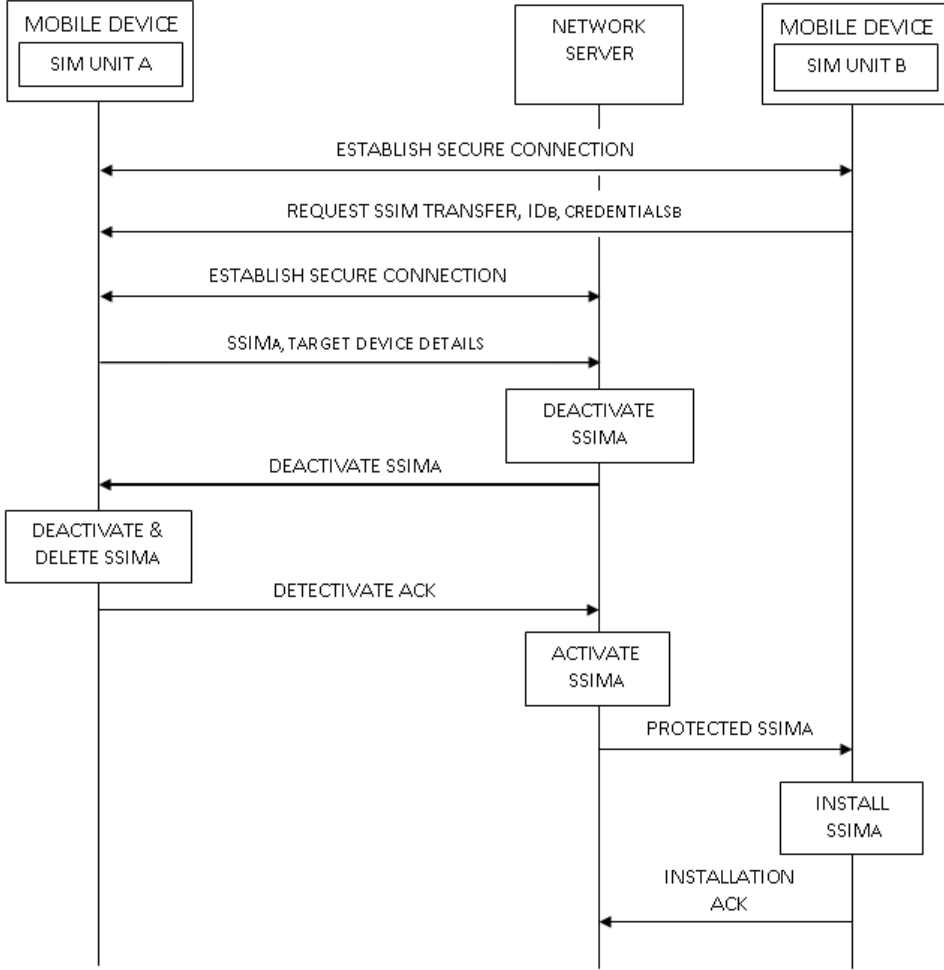 MOBILE DEVICE
SIM UNIT A
NETWORK
SERVER
MOBILE DEVICE
SIM UNIT B
ESTABLISH SECURE CONNECTION
REQUEST SSIM TRANSFER, IDB, CREDENTIALSB
ESTABLISH SECURE CONNECTION
SSIMA, TARGET DEVICE DETAILS
DEACTIVATE
SSIMA
DEACTIVATE SSIMA
DEACTIVATE &
DELETE SSIMA
DETECTIVATE ACK
ACTIVATE
SSIMA
PROTECTED SSIMA
INSTALL
SSIMA
INSTALLATION
ACK